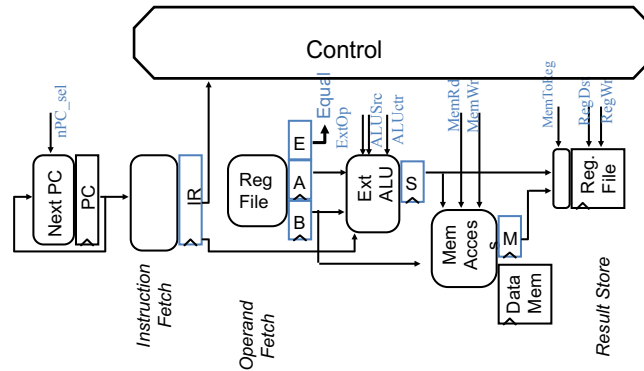 Control
nPC_sel
Equal
ExtOp
ALUSrc
ALUctr
MemRd
MemWr
MemToReg
RegDst
RegWr
Next PC
PC
IR
Reg
File
E
A
B
Ext
ALU
S
Mem
Acces
s
M
Data
Mem
Reg.
File
Instruction
Fetch
Operand
Fetch
Result Store